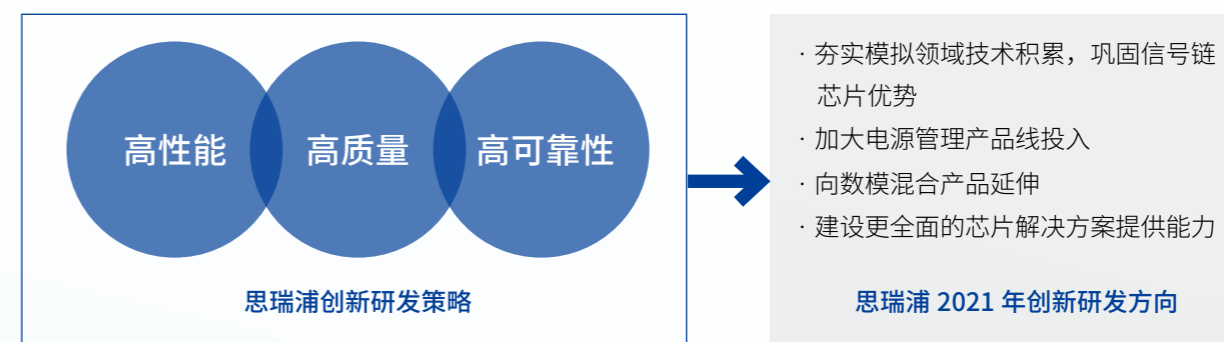 高性能
高质量
高可靠性
思瑞浦创新研发策略
· 夯实模拟领域技术积累，巩固信号链
芯片优势
· 加大电源管理产品线投入
· 向数模混合产品延伸
· 建设更全面的芯片解决方案提供能力
思瑞浦 2021 年创新研发方向